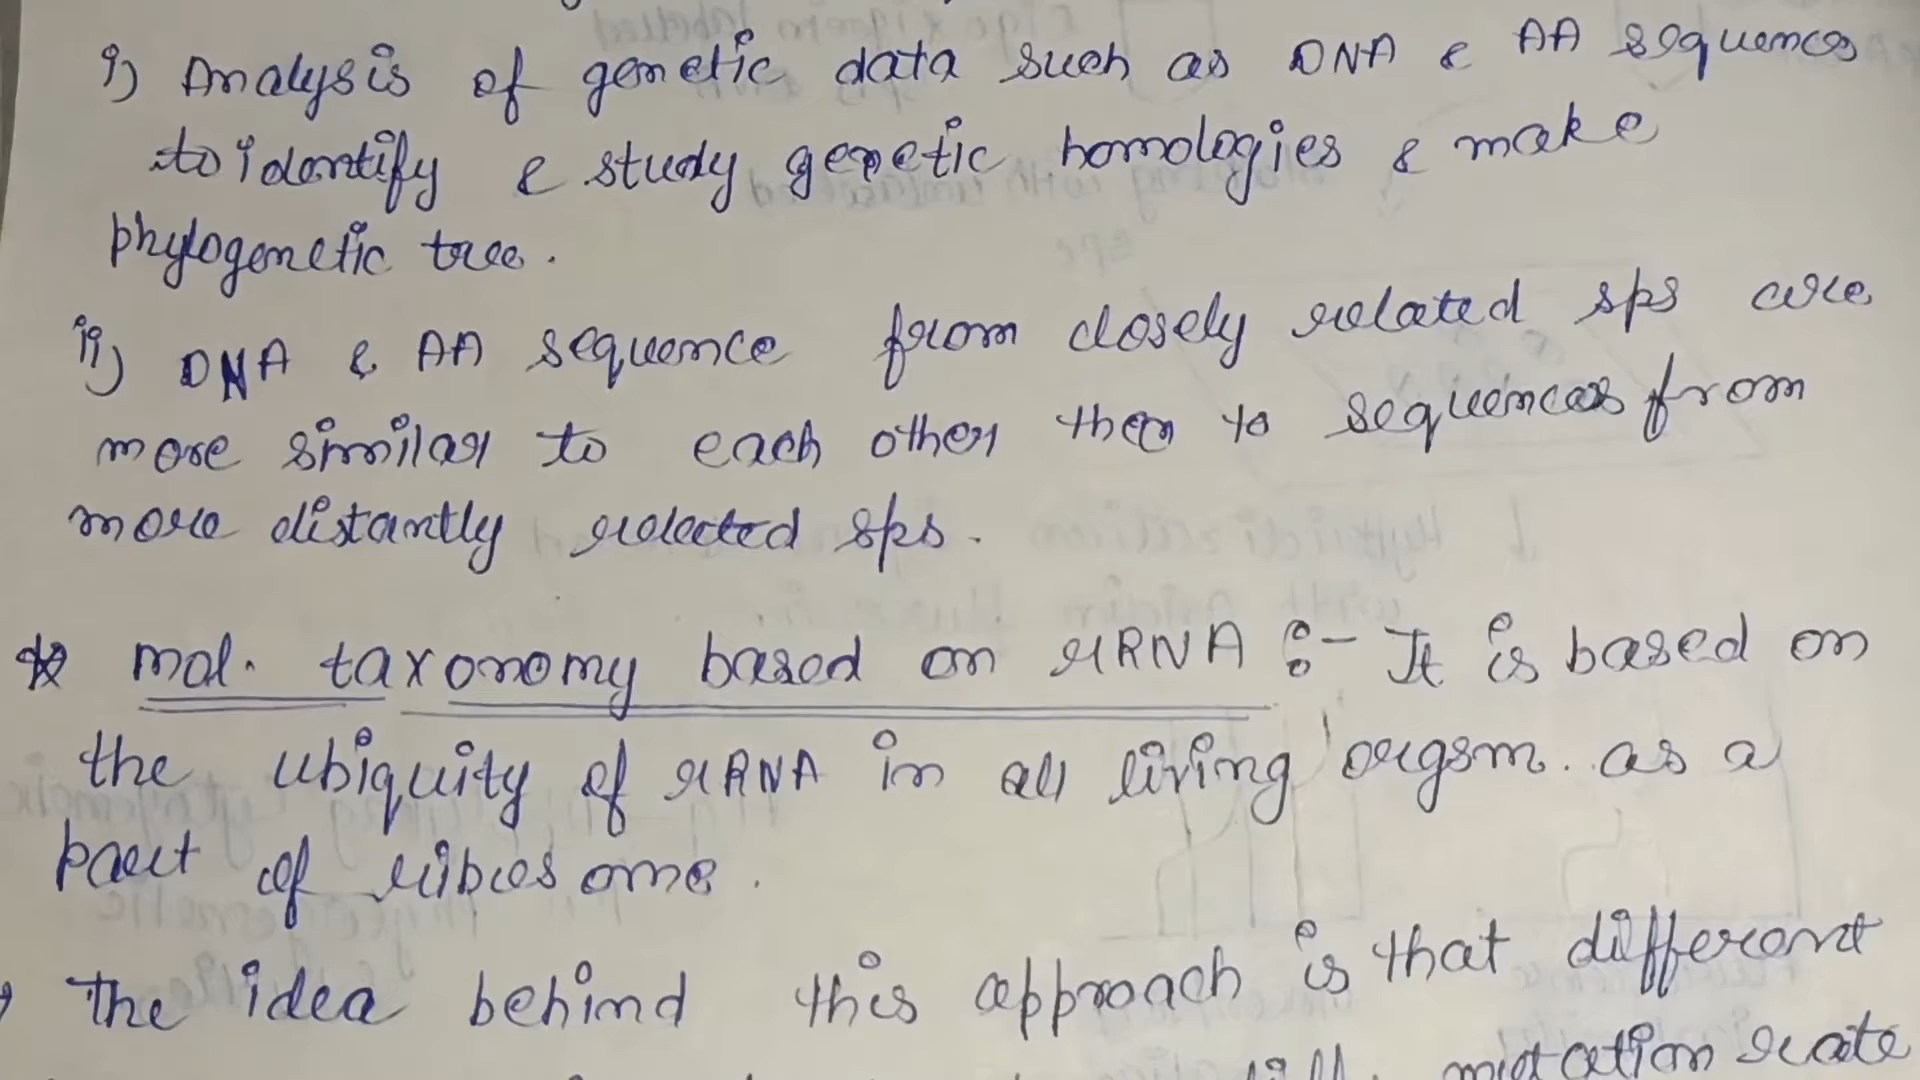 i) Analysis of genetic data such as DNA & AA sequences
to identify & study genetic homologies & make
phylogenetic tree.
ii) DNA & AA sequence from closely related sps are
more similar to each other then to sequences from
more distantly related sps.
☆ mol. taxonomy based on rRNA :- It is based on
the ubiquity of rRNA in all living orgsm. as a
part of ribosome.
The idea behind this approach is that different
mutation rate